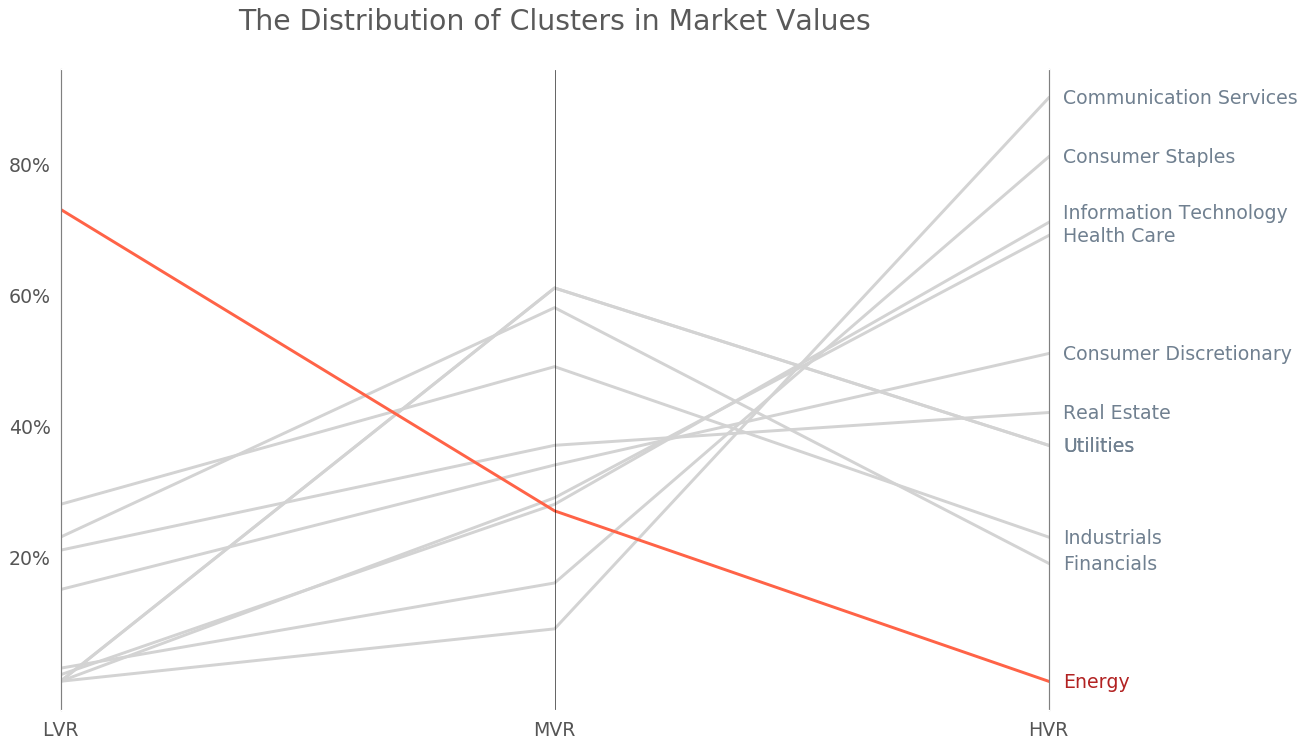 The Distribution of Clusters in Market Values
Communication Services
Consumer Staples
80%
Information Technology
Health Care
60%
Consumer Discretionary
Real Estate
40%
Utilities
Industrials
Financials
20%
Energy
LVR
MVR
HVR